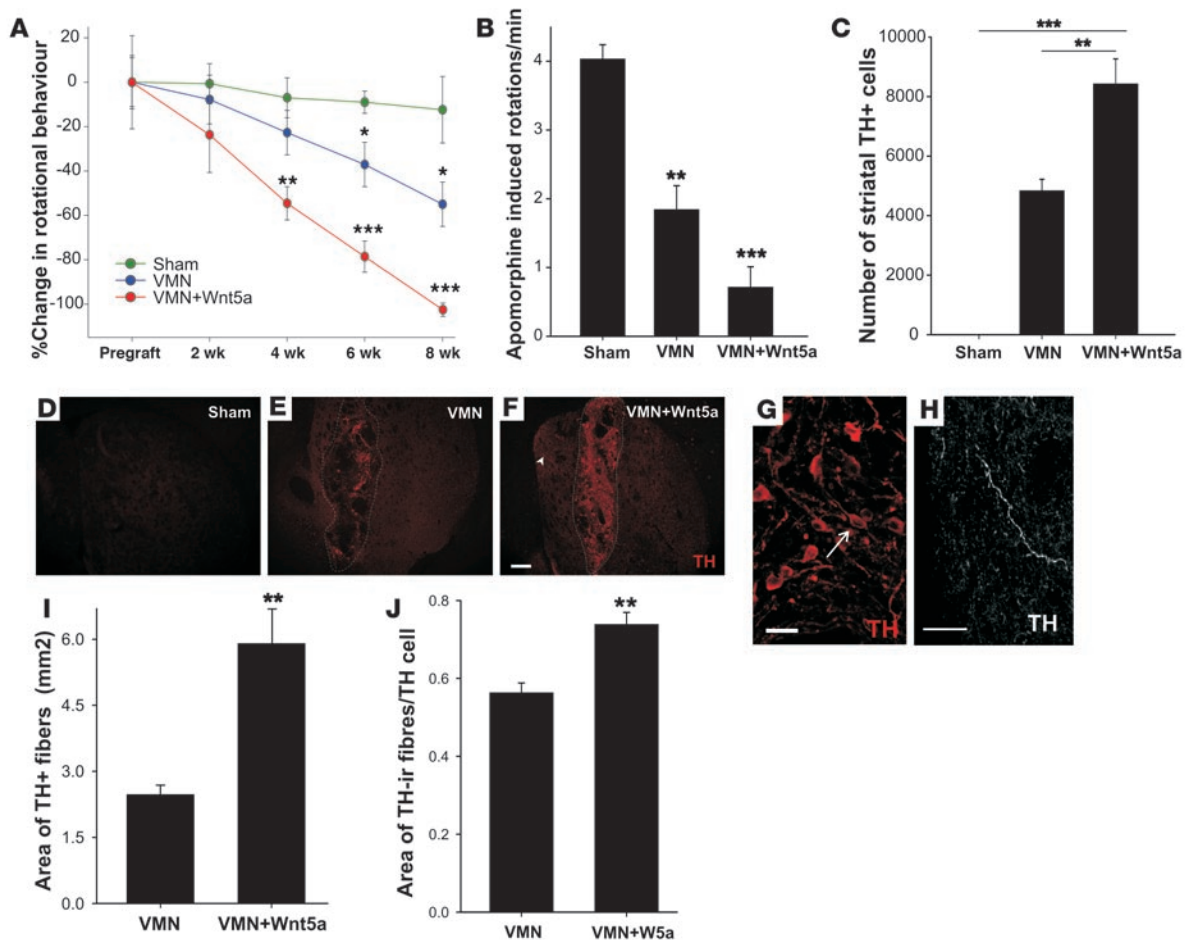 A
%Change in rotational behaviour
20
0
-20
-40
-60
-80
-100
*
*
**
***
***
Sham
VMN
VMN+Wnt5a
Pregraft 2 wk 4 wk 6 wk 8 wk
B
Apomorphine induced rotations/min
4
3
2
1
0
**
***
Sham VMN VMN+Wnt5a
C
Number of striatal TH+ cells
10000
8000
6000
4000
2000
0
***
**
Sham VMN VMN+Wnt5a
D Sham
E VMN
F VMN+Wnt5a
TH
G
TH
H
TH
I
Area of TH+ fibers (mm2)
6.0
4.5
3.0
1.5
0.0
**
VMN VMN+Wnt5a
J
Area of TH-ir fibres/TH cell
0.8
0.6
0.4
0.2
0.0
**
VMN VMN+W5a